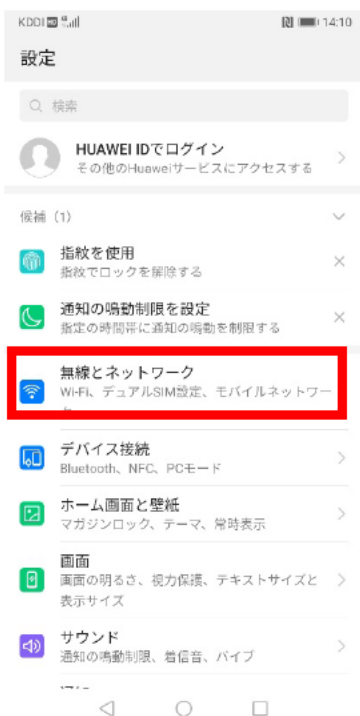 KDDI 14:10
設定
検索
HUAWEI IDでログイン
その他のHuaweiサービスにアクセスする
候補 (1)
指紋を使用
指紋でロックを解除する
通知の鳴動制限を設定
指定の時間帯に通知の鳴動を制限する
無線とネットワーク
Wi-Fi、デュアルSIM設定、モバイルネットワー
デバイス接続
Bluetooth、NFC、PCモード
ホーム画面と壁紙
マガジンロック、テーマ、常時表示
画面
画面の明るさ、視力保護、テキストサイズと
表示サイズ
サウンド
通知の鳴動制限、着信音、バイブ